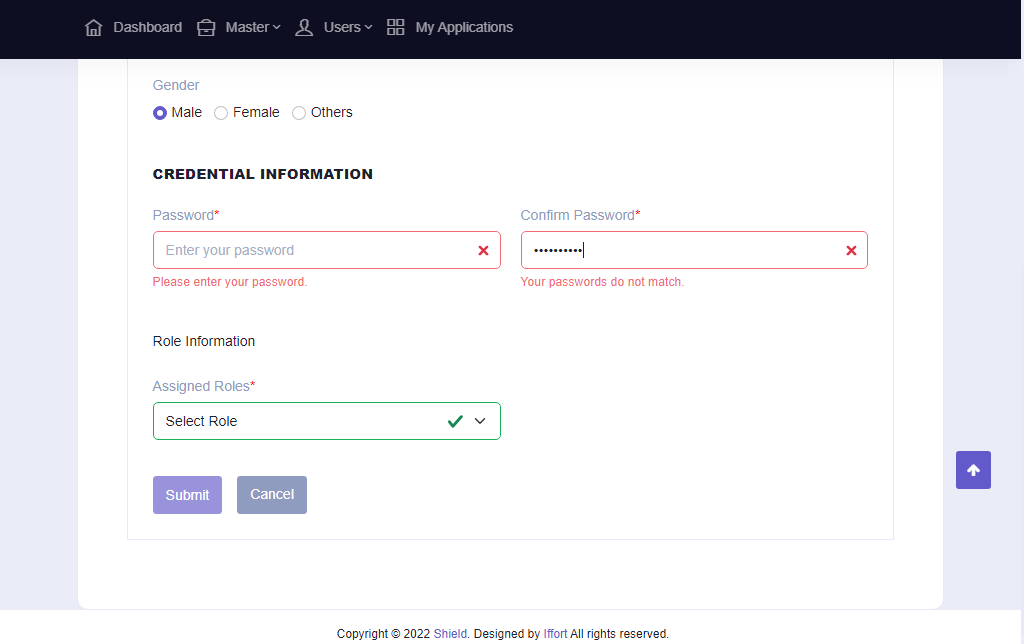 Dashboard Master Users My Applications
Gender
Male Female Others
CREDENTIAL INFORMATION
Password* Confirm Password*
Enter your password ••••••••••
Please enter your password. Your passwords do not match.
Role Information
Assigned Roles*
Select Role
Submit Cancel
Copyright © 2022 Shield. Designed by Iffort All rights reserved.